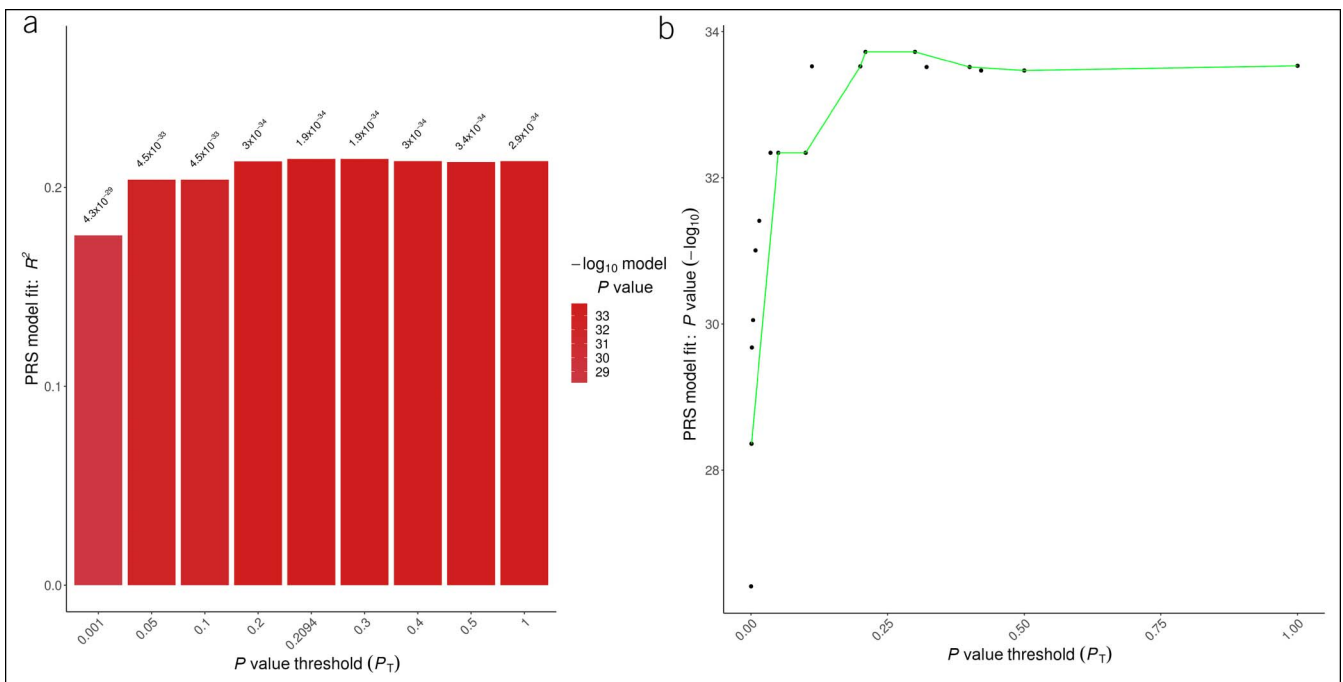 a
4.3x10⁻²⁹
4.5x10⁻³³
4.5x10⁻³³
3x10⁻³⁴
1.9x10⁻³⁴
1.9x10⁻³⁴
3x10⁻³⁴
3.4x10⁻³⁴
2.9x10⁻³⁴
0.2
0.1
0.0
PRS model fit: R²
0.001
0.05
0.1
0.2
0.2094
0.3
0.4
0.5
1
P value threshold (P_T)
−log₁₀ model
P value
33
32
31
30
29
b
34
32
30
28
PRS model fit: P value (−log₁₀)
0.00
0.25
0.50
0.75
1.00
P value threshold (P_T)